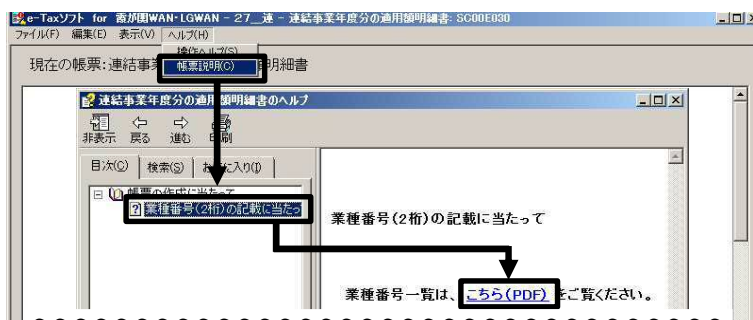 e-Taxソフト for 霞が関WAN・LGWAN - 27__連 - 連結事業年度分の適用額明細書: SC00E030
ファイル(F) 編集(E) 表示(V) ヘルプ(H)
操作ヘルプ(S)
帳票説明(C)
現在の帳票:連結事 明細書
連結事業年度分の適用額明細書のヘルプ
非表示 戻る 進む 印刷
目次(C) 検索(S) お気に入り(I)
帳票の作成に当たって
業種番号(2桁)の記載に当たっ
業種番号(2桁)の記載に当たって
業種番号一覧は、こちら(PDF) をご覧ください。